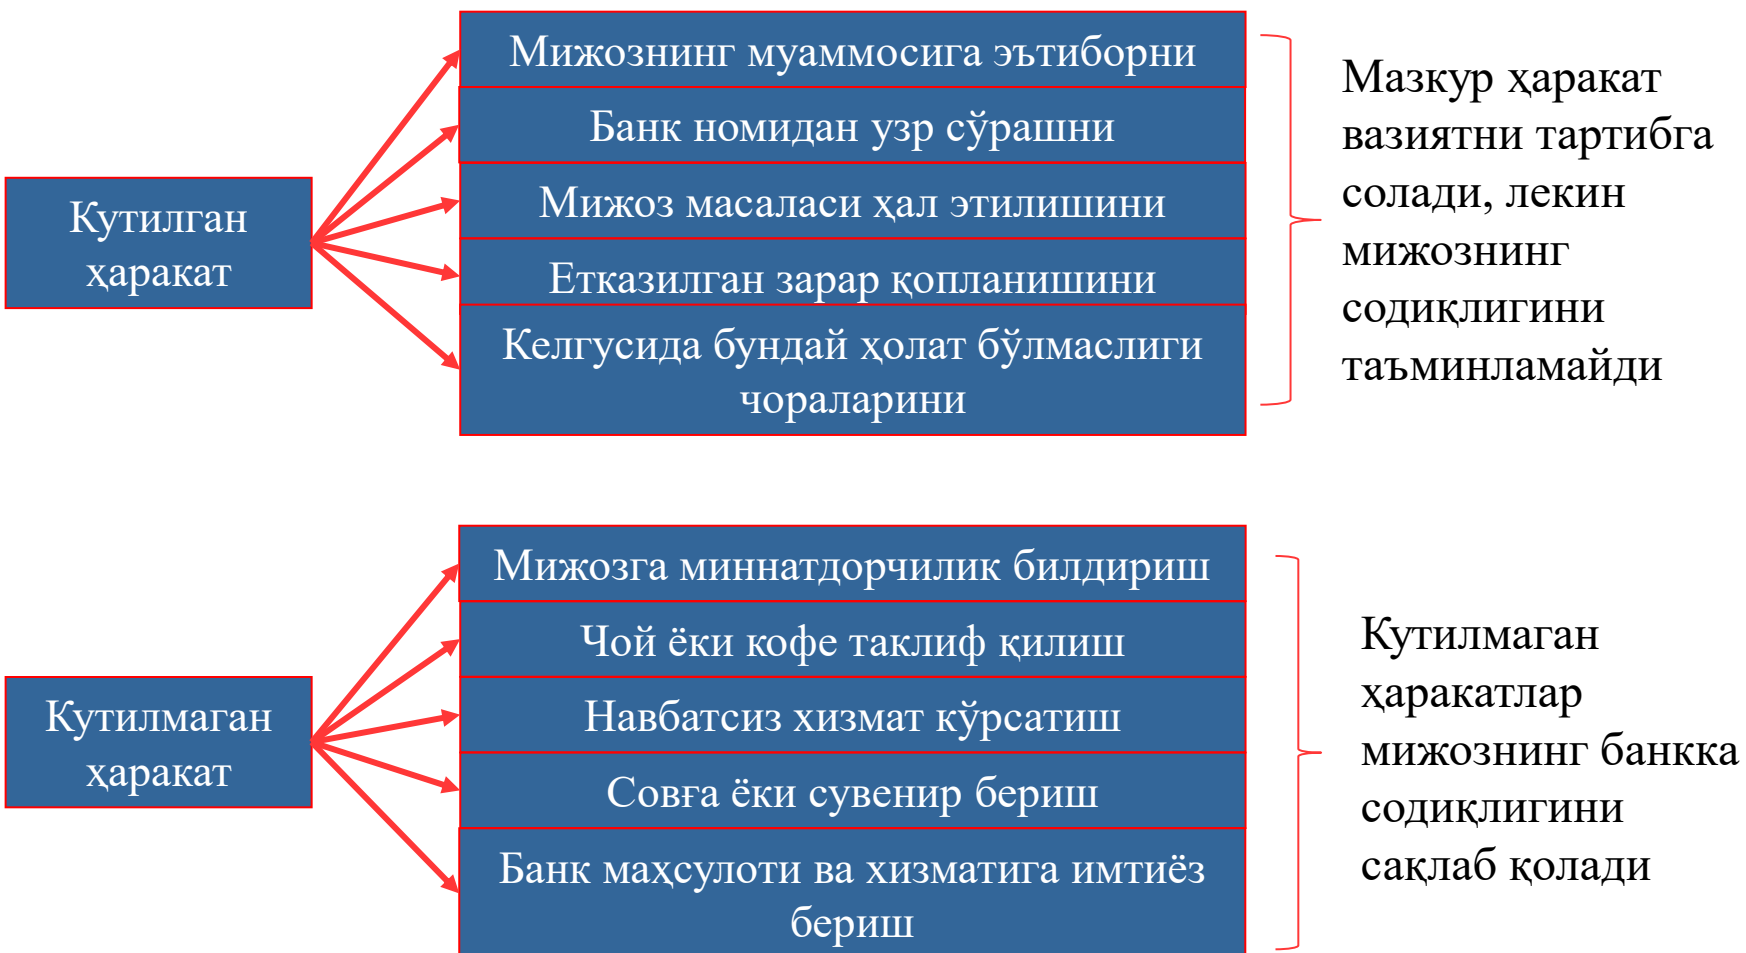 Кутилган
ҳаракат
Мижознинг муаммосига эътиборни
Банк номидан узр сўрашни
Мижоз масаласи ҳал этилишини
Етказилган зарар қопланишини
Келгусида бундай ҳолат бўлмаслиги
чораларини
Мазкур ҳаракат
вазиятни тартибга
солади, лекин
мижознинг
содиқлигини
таъминламайди
Кутилмаган
ҳаракат
Мижозга миннатдорчилик билдириш
Чой ёки кофе таклиф қилиш
Навбатсиз хизмат кўрсатиш
Совға ёки сувенир бериш
Банк маҳсулоти ва хизматига имтиёз
бериш
Кутилмаган
ҳаракатлар
мижознинг банкка
содиқлигини
сақлаб қолади